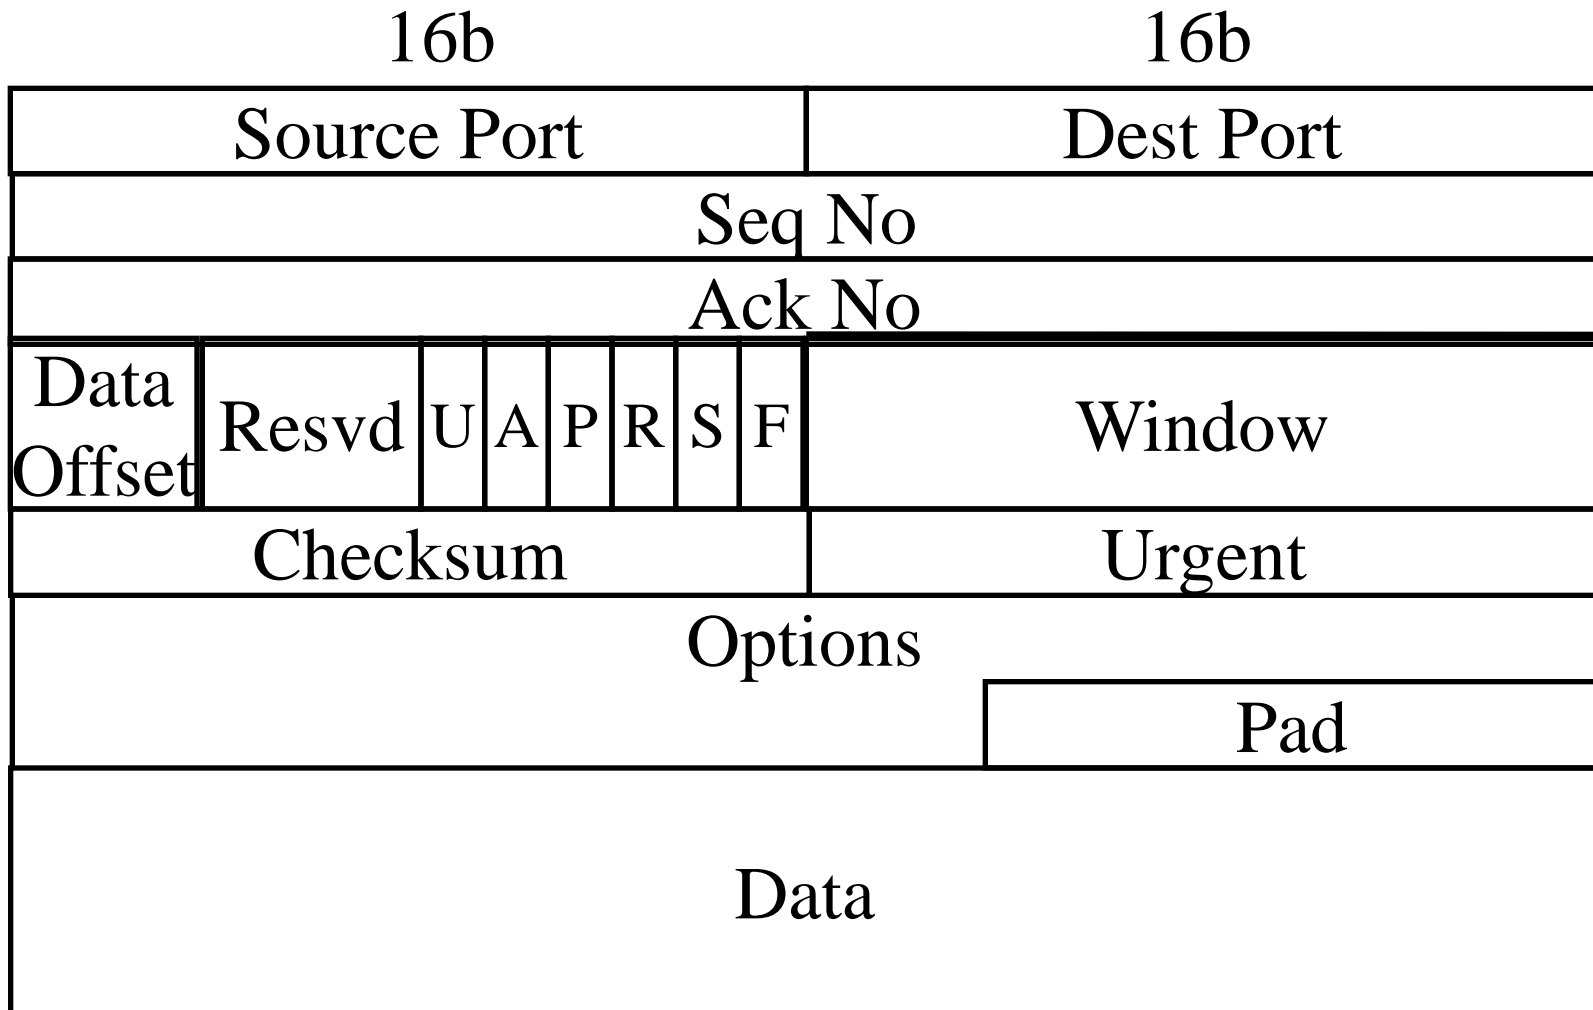 16b 16b
Source Port Dest Port
Seq No
Ack No
Data
Offset Resvd U A P R S F Window
Checksum Urgent
Options
Pad
Data